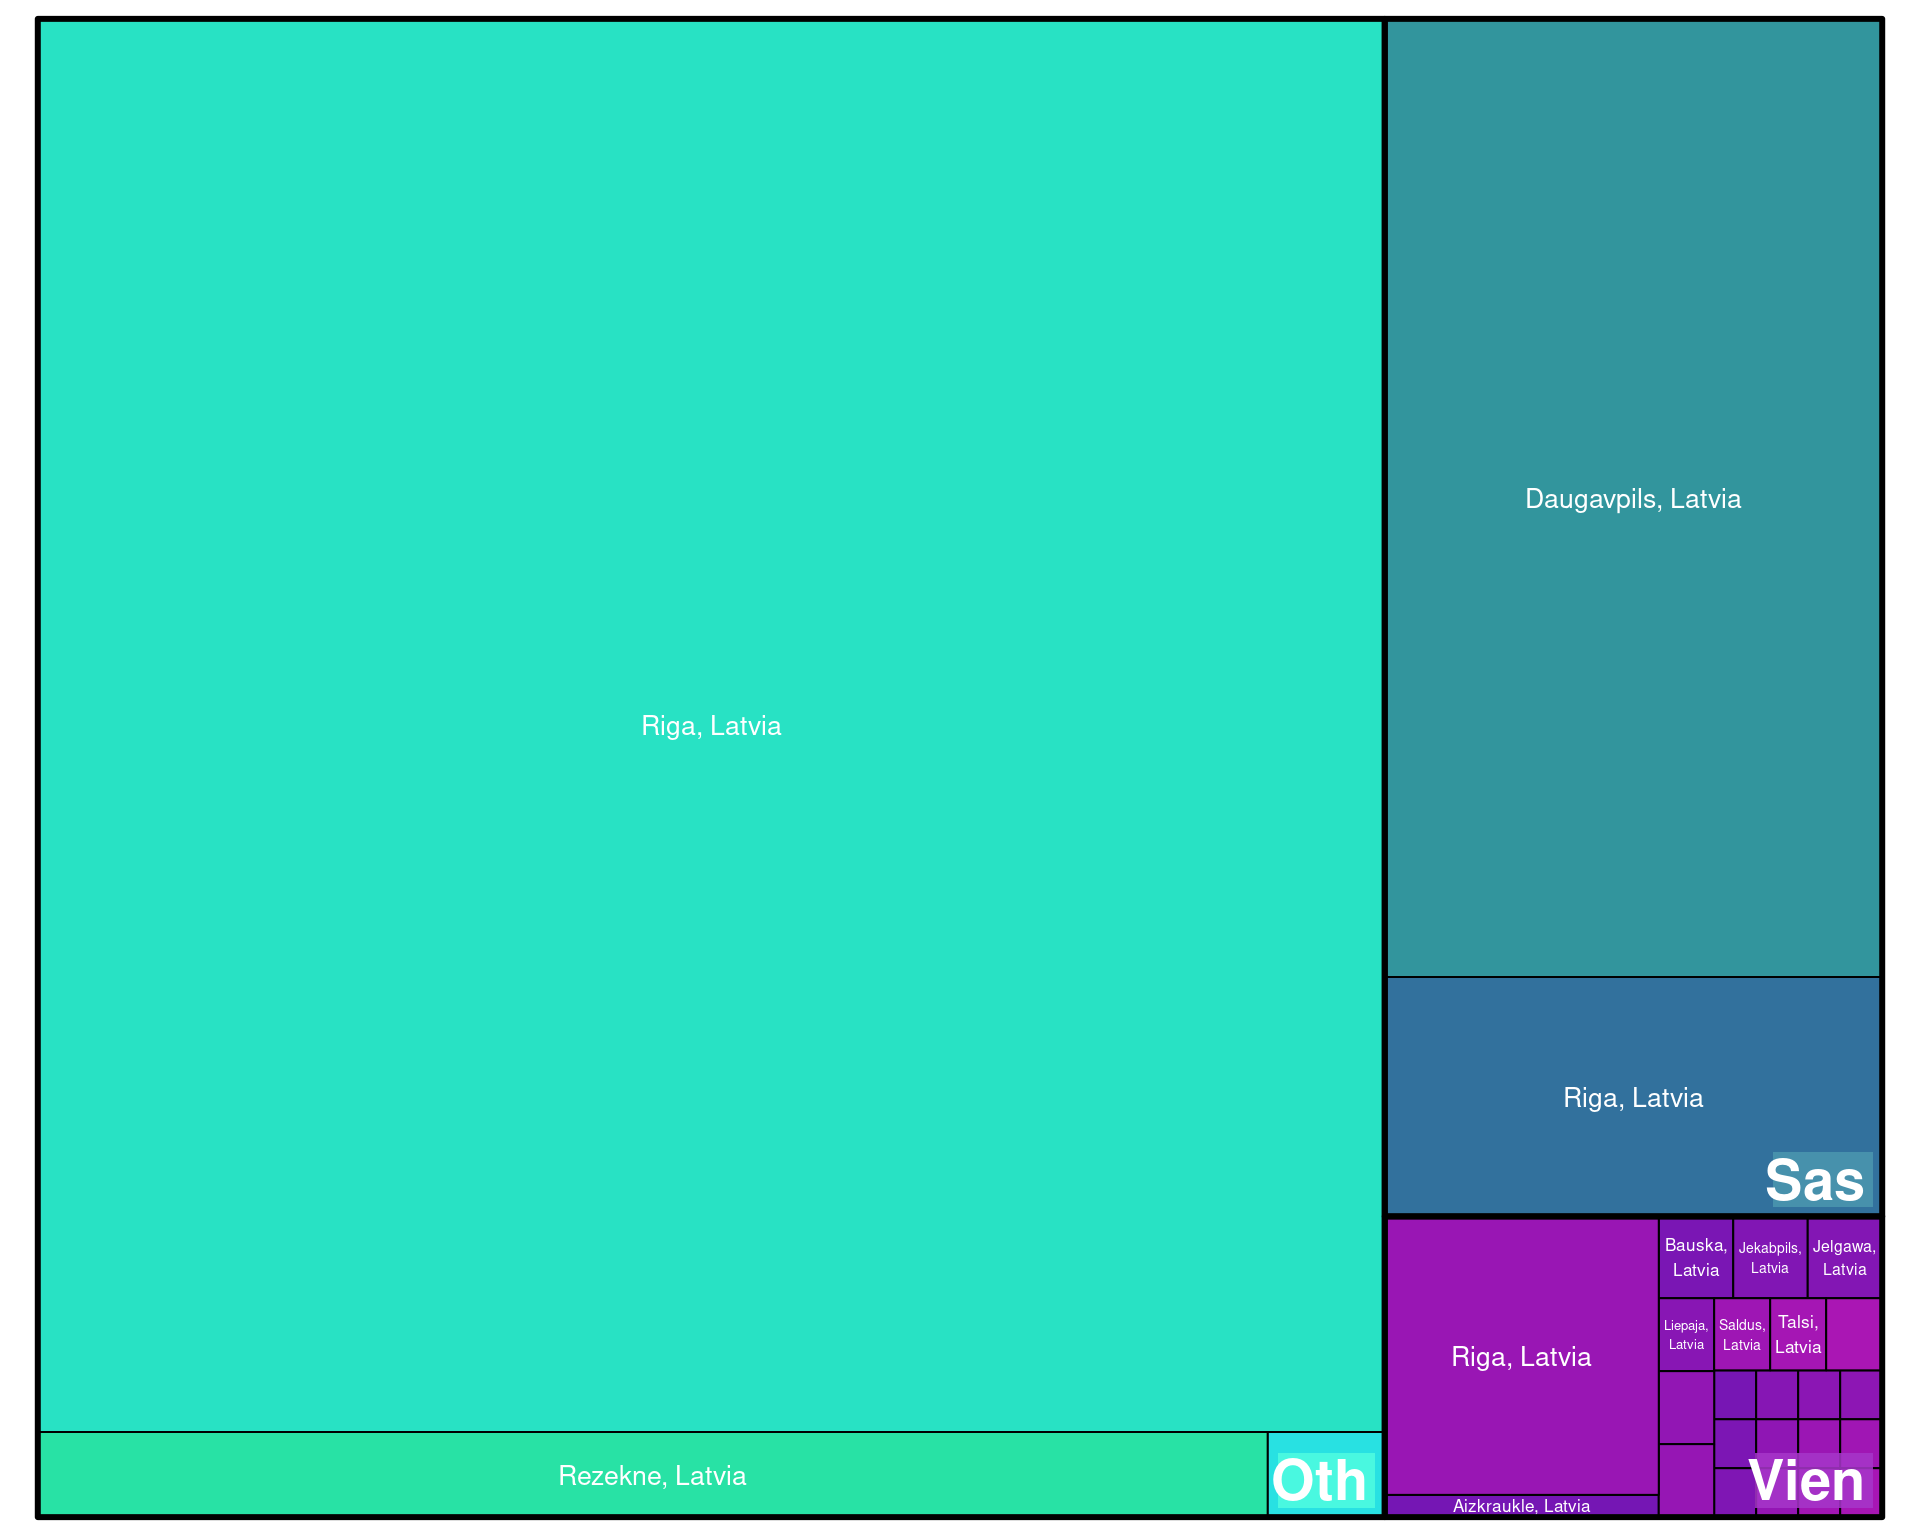 Riga, Latvia
Rezekne, Latvia
Oth
Daugavpils, Latvia
Riga, Latvia
Sas
Riga, Latvia
Aizkraukle, Latvia
Bauska,
Latvia
Jekabpils,
Latvia
Jelgawa,
Latvia
Liepaja,
Latvia
Saldus,
Latvia
Talsi,
Latvia
Vien